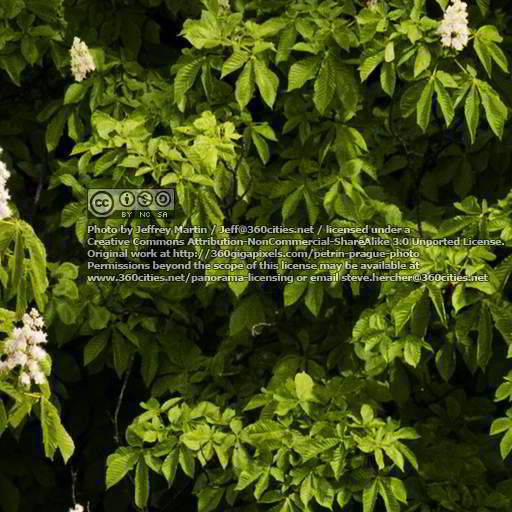 cc
BY NC SA
Photo by Jeffrey Martin / Jeff@360cities.net / licensed under a
Creative Commons Attribution-NonCommercial-ShareAlike 3.0 Unported License.
Original work at http://360gigapixels.com/petrin-prague-photo
Permissions beyond the scope of this license may be available at
www.360cities.net/panorama-licensing or email steve.hercher@360cities.net